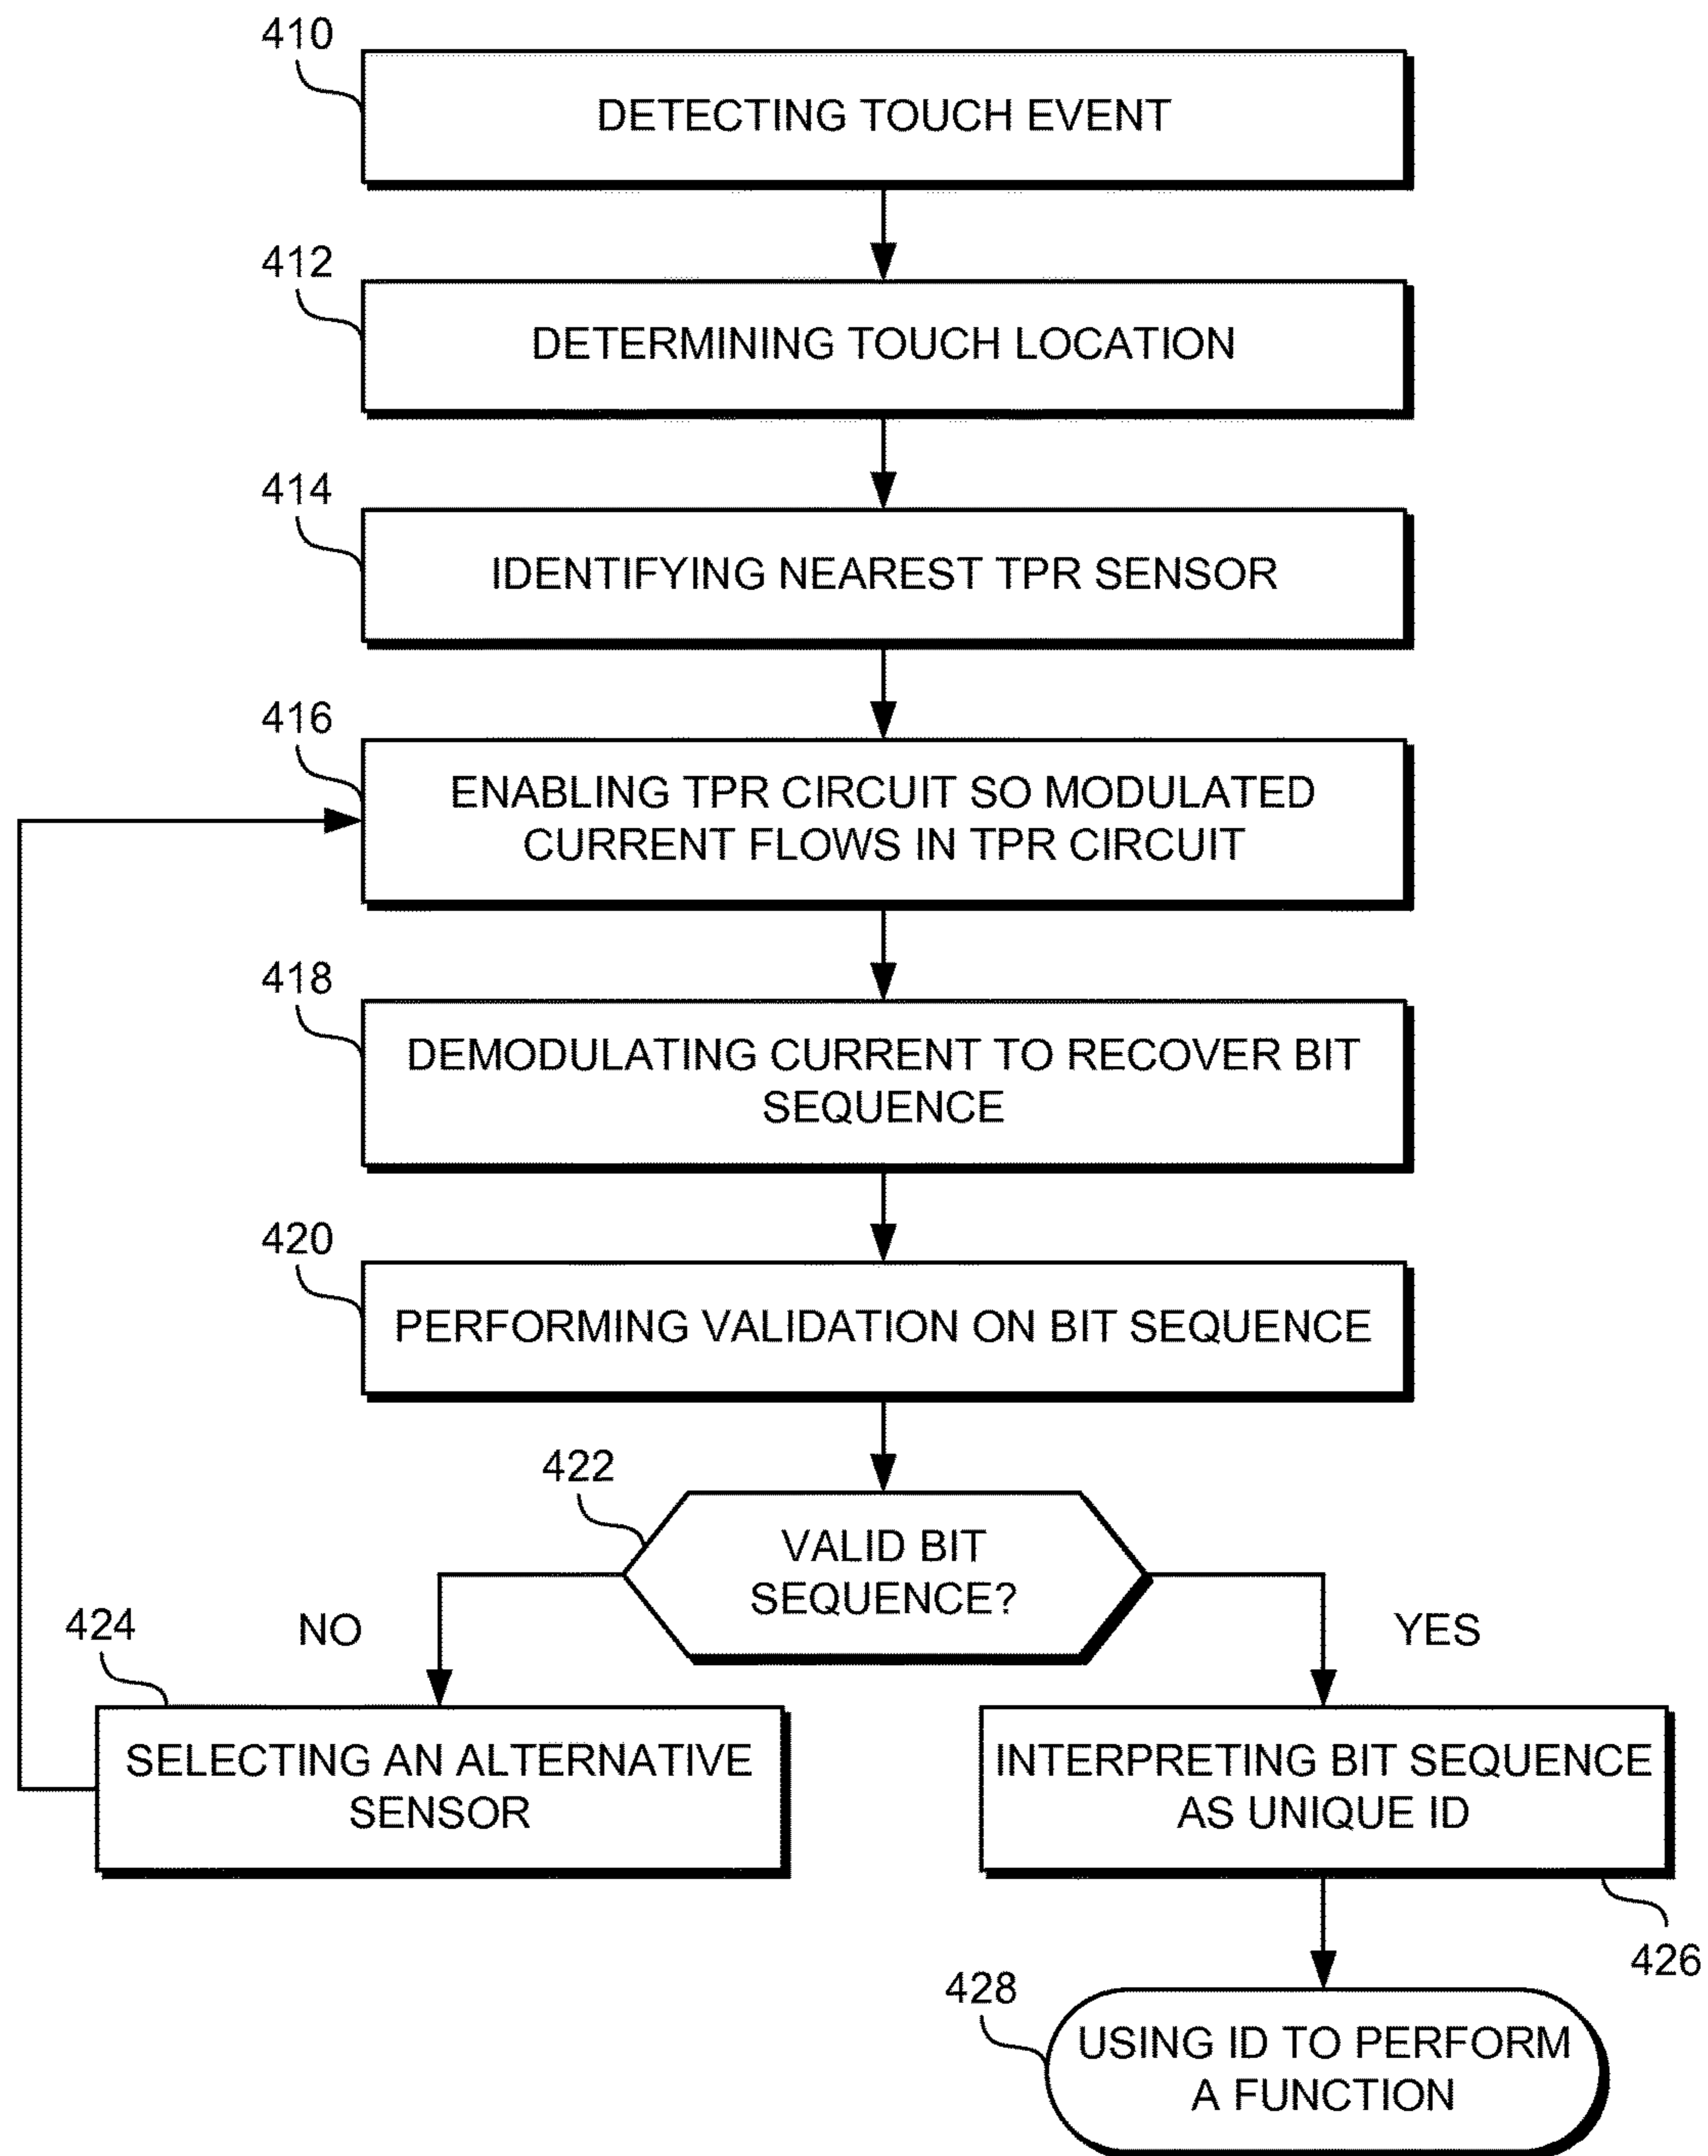 410
DETECTING TOUCH EVENT
412
DETERMINING TOUCH LOCATION
414
IDENTIFYING NEAREST TPR SENSOR
416
ENABLING TPR CIRCUIT SO MODULATED
CURRENT FLOWS IN TPR CIRCUIT
418
DEMODULATING CURRENT TO RECOVER BIT
SEQUENCE
420
PERFORMING VALIDATION ON BIT SEQUENCE
422
VALID BIT
SEQUENCE?
NO
YES
424
SELECTING AN ALTERNATIVE
SENSOR
INTERPRETING BIT SEQUENCE
AS UNIQUE ID
426
428
USING ID TO PERFORM
A FUNCTION